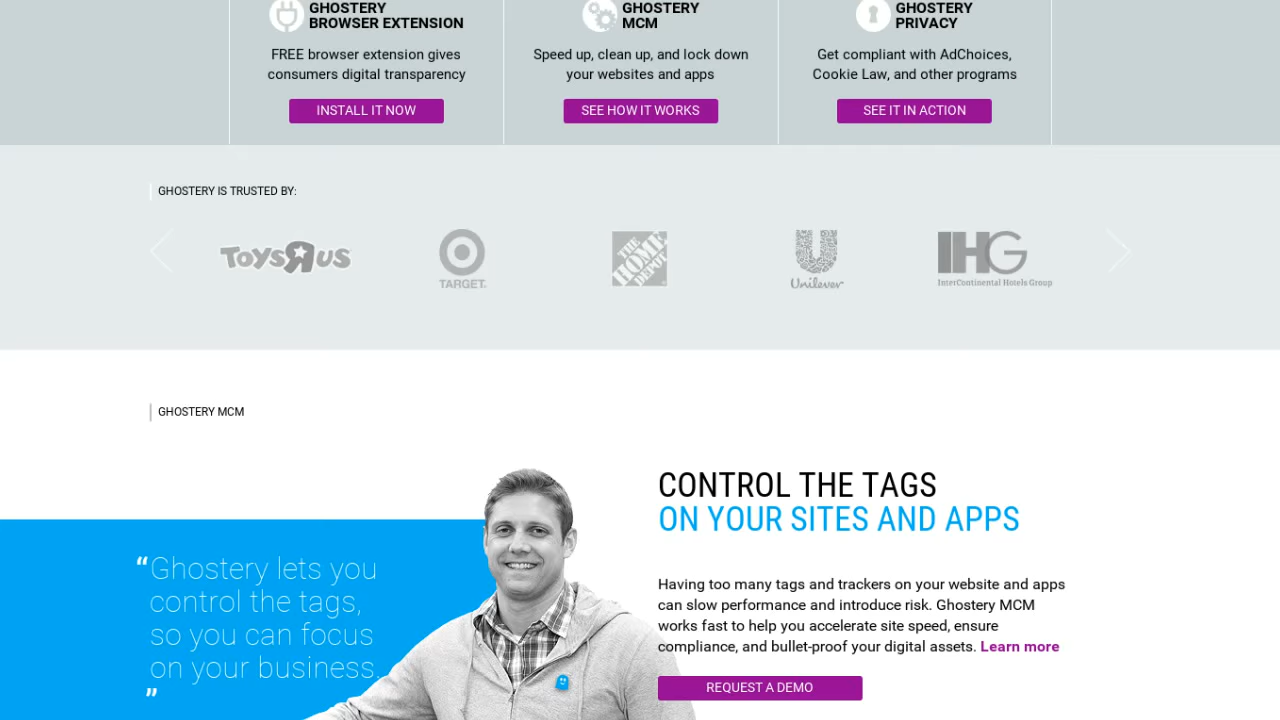 GHOSTERY
BROWSER EXTENSION
FREE browser extension gives
consumers digital transparency
INSTALL IT NOW
GHOSTERY
MCM
Speed up, clean up, and lock down
your websites and apps
SEE HOW IT WORKS
GHOSTERY
PRIVACY
Get compliant with AdChoices,
Cookie Law, and other programs
SEE IT IN ACTION
GHOSTERY IS TRUSTED BY:
TOYS R US
TARGET
THE HOME DEPOT
Unilever
IHG
InterContinental Hotels Group
GHOSTERY MCM
“Ghostery lets you
control the tags,
so you can focus
on your business.
”
CONTROL THE TAGS
ON YOUR SITES AND APPS
Having too many tags and trackers on your website and apps
can slow performance and introduce risk. Ghostery MCM
works fast to help you accelerate site speed, ensure
compliance, and bullet-proof your digital assets. Learn more
REQUEST A DEMO